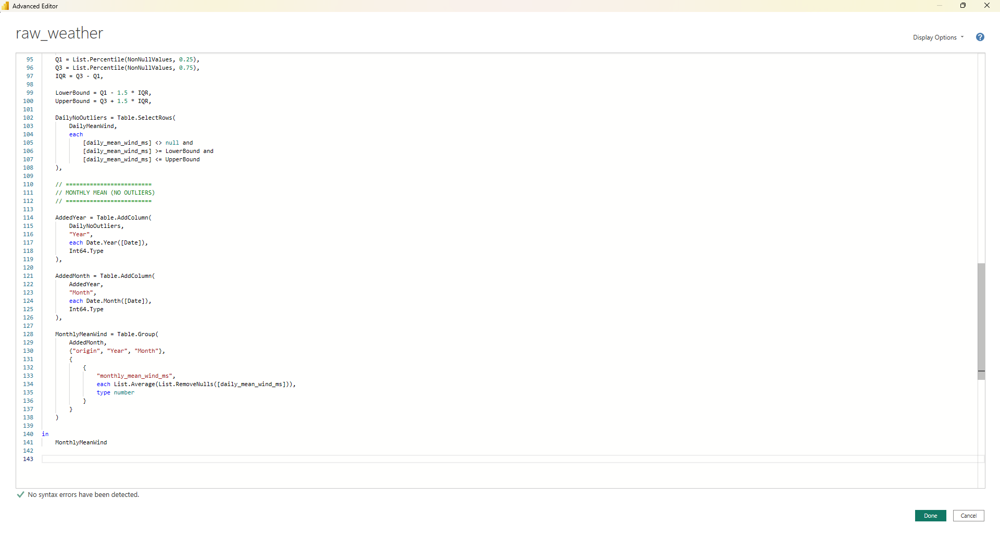 Advanced Editor
raw_weather
Display Options
?
95 Q1 = List.Percentile(NonNullValues, 0.25),
96 Q3 = List.Percentile(NonNullValues, 0.75),
97 IQR = Q3 - Q1,
98
99 LowerBound = Q1 - 1.5 * IQR,
100 UpperBound = Q3 + 1.5 * IQR,
101
102 DailyNoOutliers = Table.SelectRows(
103 DailyMeanWind,
104 each
105 [daily_mean_wind_ms] <> null and
106 [daily_mean_wind_ms] >= LowerBound and
107 [daily_mean_wind_ms] <= UpperBound
108 ),
109
110 // =========================
111 // MONTHLY MEAN (NO OUTLIERS)
112 // =========================
113
114 AddedYear = Table.AddColumn(
115 DailyNoOutliers,
116 "Year",
117 each Date.Year([Date]),
118 Int64.Type
119 ),
120
121 AddedMonth = Table.AddColumn(
122 AddedYear,
123 "Month",
124 each Date.Month([Date]),
125 Int64.Type
126 ),
127
128 MonthlyMeanWind = Table.Group(
129 AddedMonth,
130 {"origin", "Year", "Month"},
131 {
132 {
133 "monthly_mean_wind_ms",
134 each List.Average(List.RemoveNulls([daily_mean_wind_ms])),
135 type number
136 }
137 }
138 )
139
140 in
141 MonthlyMeanWind
142
143
No syntax errors have been detected.
Done
Cancel